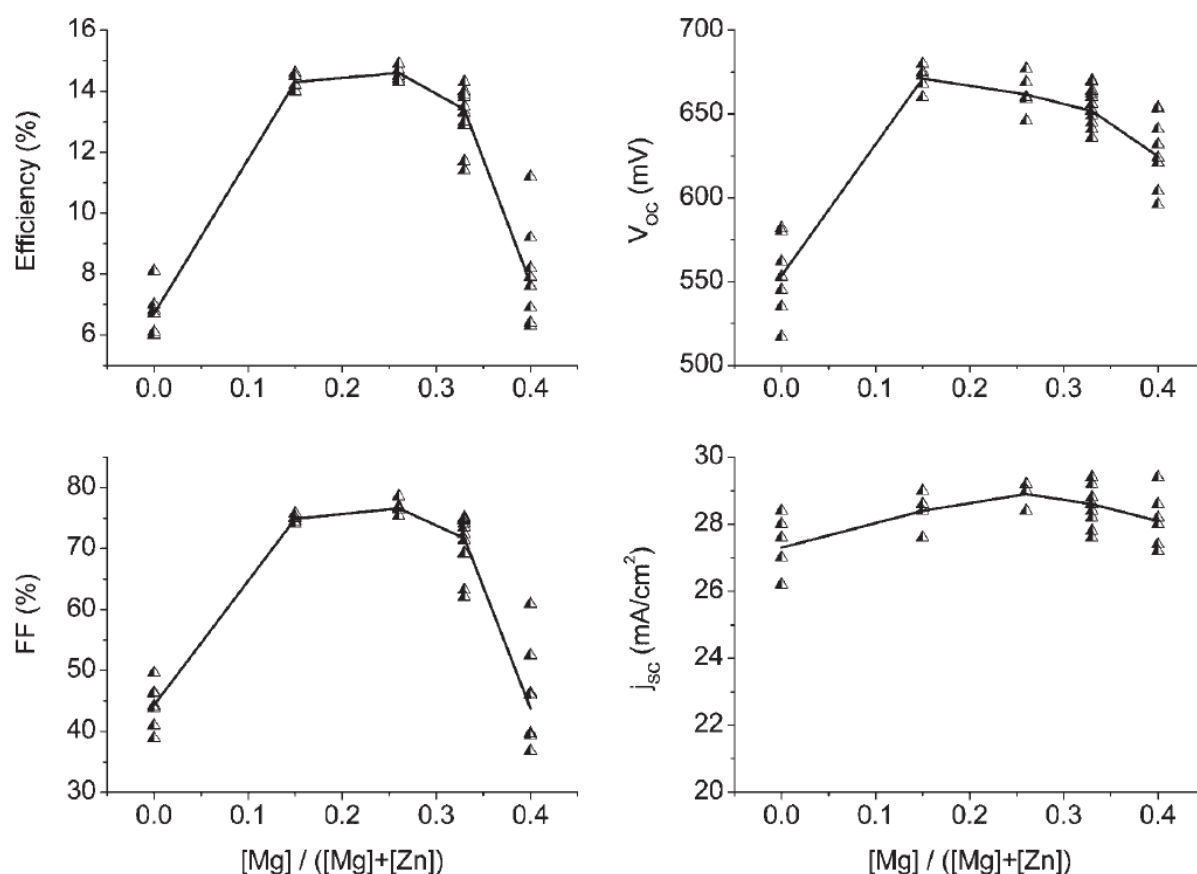 Efficiency (%)
16
14
12
10
8
6
0.0 0.1 0.2 0.3 0.4
V_OC (mV)
700
650
600
550
500
0.0 0.1 0.2 0.3 0.4
FF (%)
80
70
60
50
40
30
0.0 0.1 0.2 0.3 0.4
[Mg] / ([Mg]+[Zn])
j_SC (mA/cm²)
30
28
26
24
22
20
0.0 0.1 0.2 0.3 0.4
[Mg] / ([Mg]+[Zn])